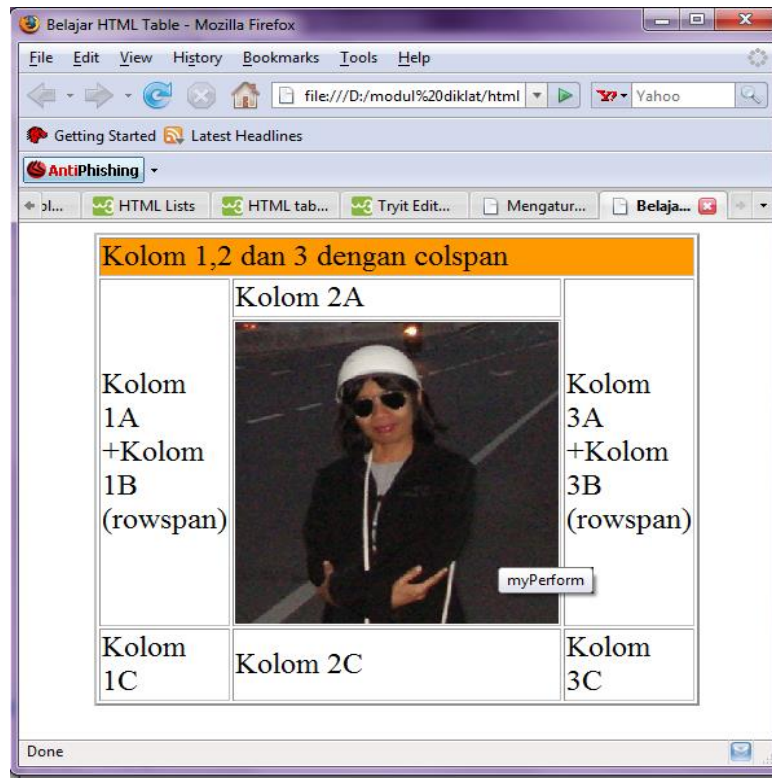 Belajar HTML Table - Mozilla Firefox
File Edit View History Bookmarks Tools Help
file:///D:/modul%20diklat/html Yahoo
Getting Started Latest Headlines
AntiPhishing
ol... HTML Lists HTML tab... Tryit Edit... Mengatur... Belaja...
Kolom 1,2 dan 3 dengan colspan
Kolom 2A
Kolom
1A
+Kolom
1B
(rowspan)
Kolom
3A
+Kolom
3B
(rowspan)
myPerform
Kolom
1C
Kolom 2C
Kolom
3C
Done